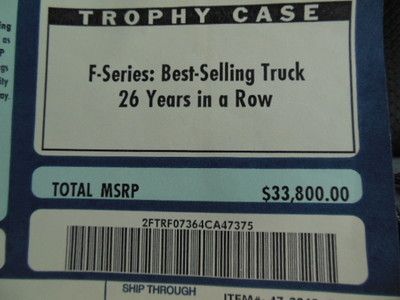 TROPHY CASE
F-Series: Best-Selling Truck
26 Years in a Row
TOTAL MSRP $33,800.00
2FTRF07364CA47375
SHIP THROUGH